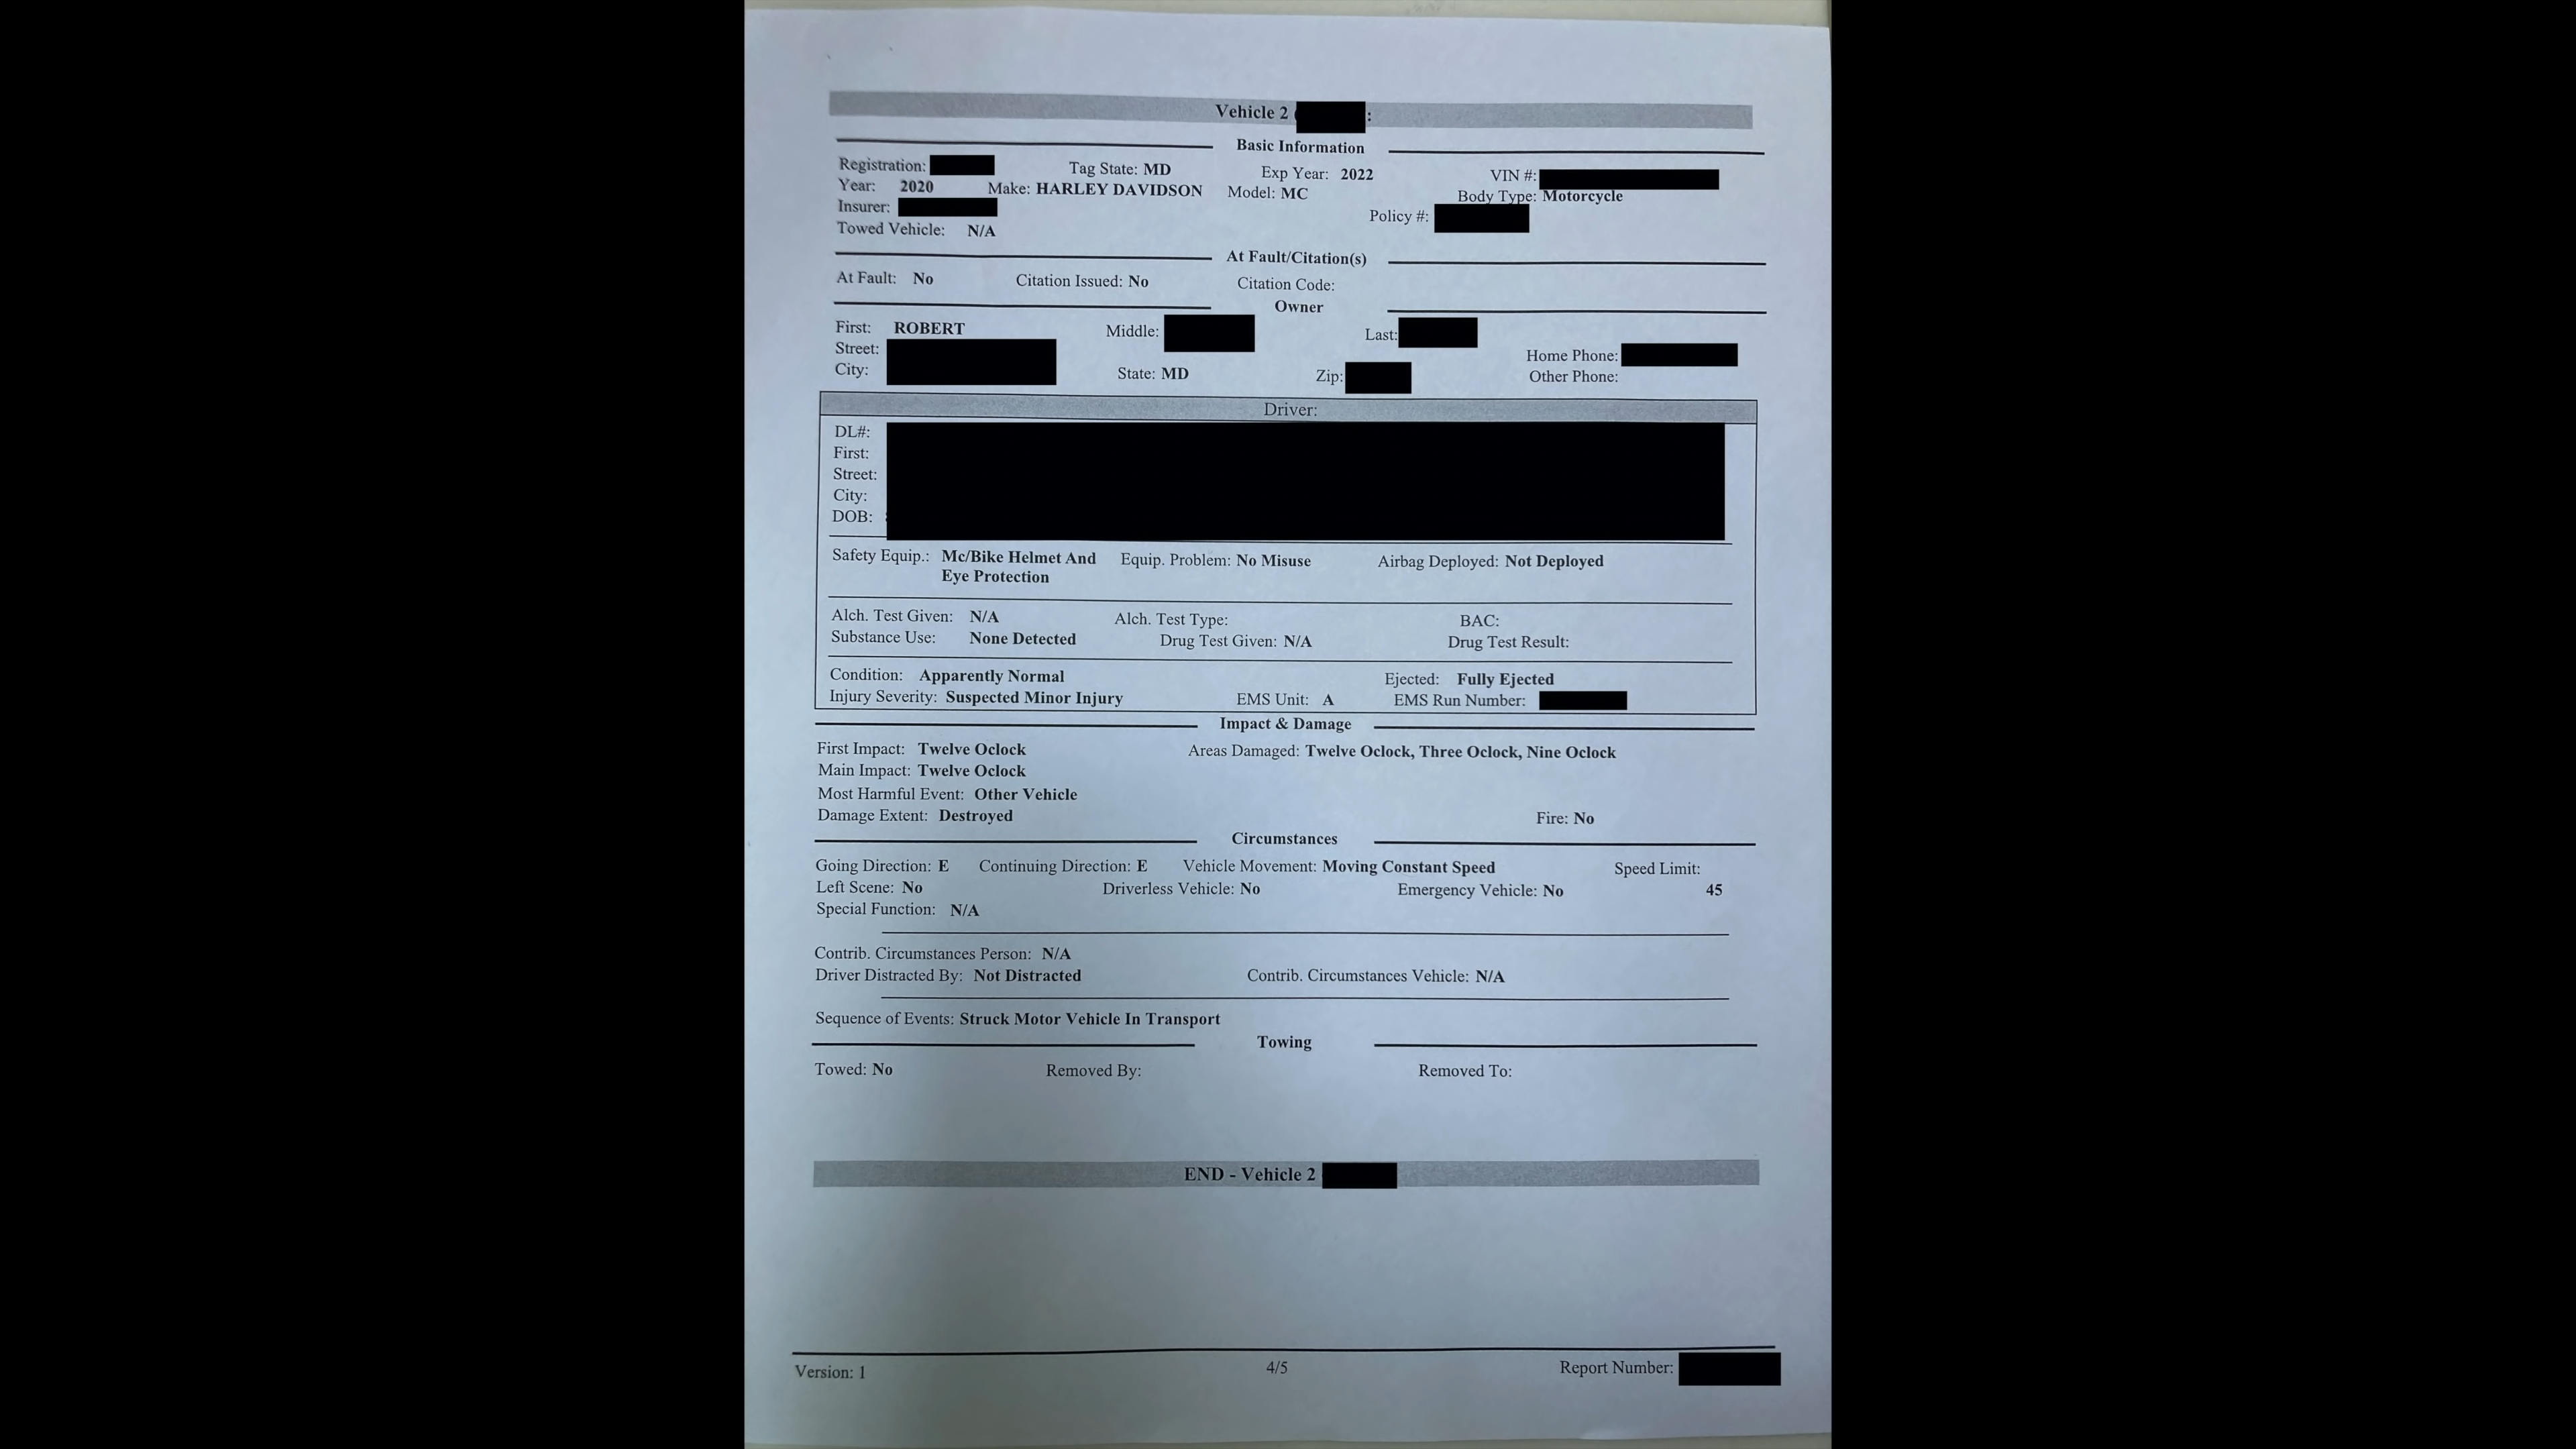 Vehicle 2 ( :
Basic Information
Registration: Tag State: MD Exp Year: 2022 VIN #:
Year: 2020 Make: HARLEY DAVIDSON Model: MC Body Type: Motorcycle
Insurer: Policy #:
Towed Vehicle: N/A
At Fault/Citation(s)
At Fault: No Citation Issued: No Citation Code:
Owner
First: ROBERT Middle: Last:
Street: Home Phone:
City: State: MD Zip: Other Phone:
Driver:
DL#:
First:
Street:
City:
DOB:
Safety Equip.: Mc/Bike Helmet And Equip. Problem: No Misuse Airbag Deployed: Not Deployed
Eye Protection
Alch. Test Given: N/A Alch. Test Type: BAC:
Substance Use: None Detected Drug Test Given: N/A Drug Test Result:
Condition: Apparently Normal Ejected: Fully Ejected
Injury Severity: Suspected Minor Injury EMS Unit: A EMS Run Number:
Impact & Damage
First Impact: Twelve Oclock Areas Damaged: Twelve Oclock, Three Oclock, Nine Oclock
Main Impact: Twelve Oclock
Most Harmful Event: Other Vehicle
Damage Extent: Destroyed Fire: No
Circumstances
Going Direction: E Continuing Direction: E Vehicle Movement: Moving Constant Speed Speed Limit:
Left Scene: No Driverless Vehicle: No Emergency Vehicle: No 45
Special Function: N/A
Contrib. Circumstances Person: N/A
Driver Distracted By: Not Distracted Contrib. Circumstances Vehicle: N/A
Sequence of Events: Struck Motor Vehicle In Transport
Towing
Towed: No Removed By: Removed To:
END - Vehicle 2
Version: 1 4/5 Report Number: